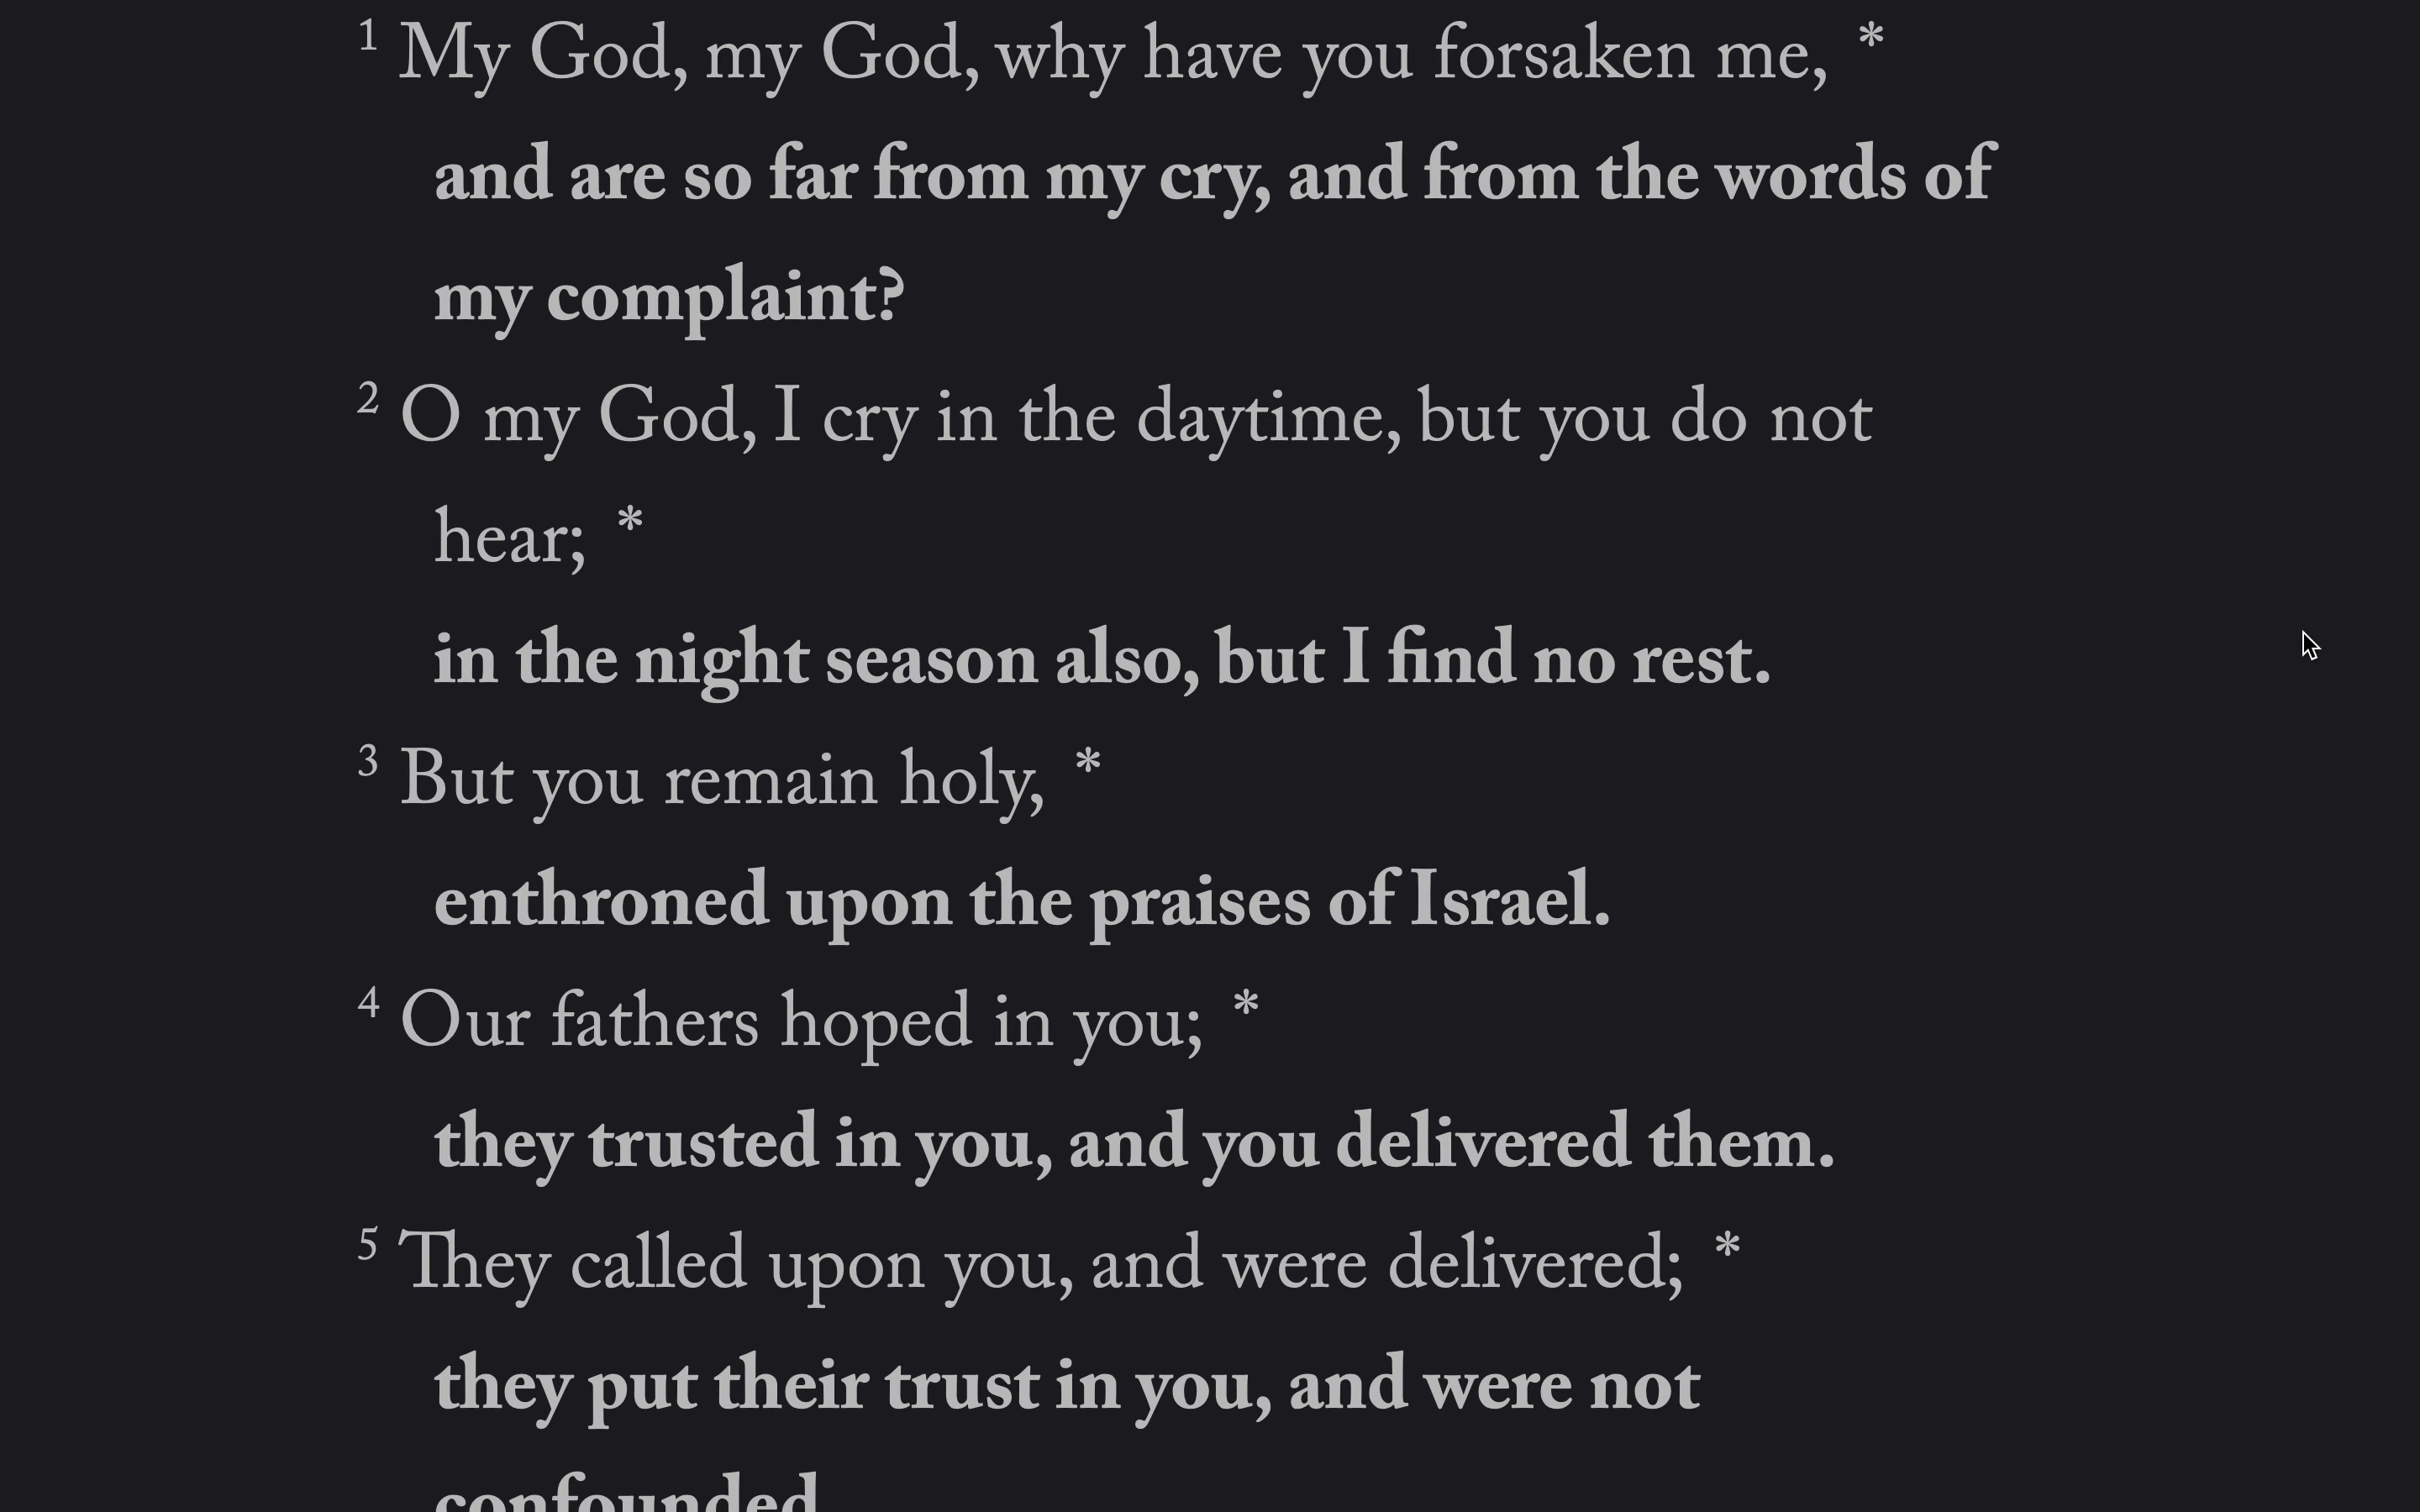 1 My God, my God, why have you forsaken me, *
and are so far from my cry, and from the words of
my complaint?
2 O my God, I cry in the daytime, but you do not
hear; *
in the night season also, but I find no rest.
3 But you remain holy, *
enthroned upon the praises of Israel.
4 Our fathers hoped in you; *
they trusted in you, and you delivered them.
5 They called upon you, and were delivered; *
they put their trust in you, and were not
confounded